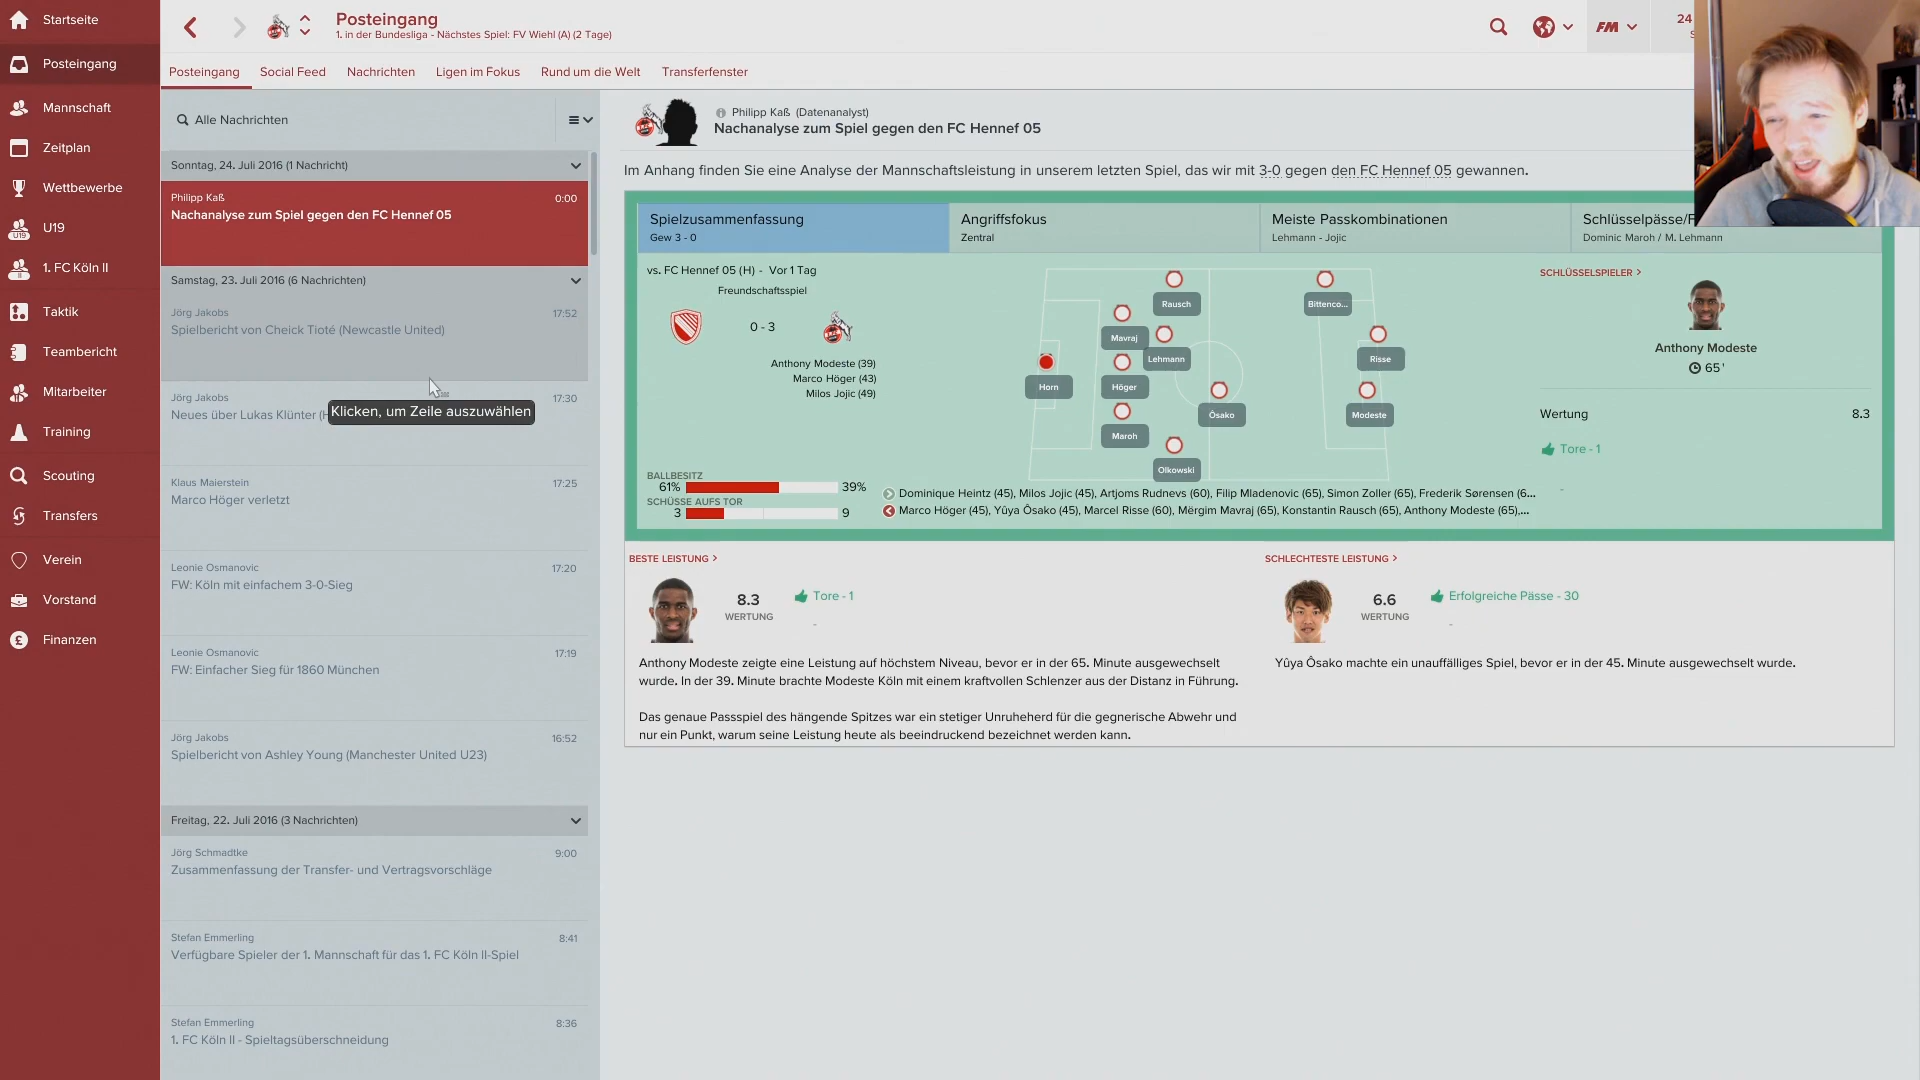 Startseite
Posteingang
Mannschaft
Zeitplan
Wettbewerbe
U19
1. FC Köln II
Taktik
Teambericht
Mitarbeiter
Training
Scouting
Transfers
Verein
Vorstand
Finanzen
Posteingang
1. in der Bundesliga - Nächstes Spiel: FV Wiehl (A) (2 Tage)
FM
24
Posteingang Social Feed Nachrichten Ligen im Fokus Rund um die Welt Transferfenster
Alle Nachrichten
Sonntag, 24. Juli 2016 (1 Nachricht)
Philipp Kaß 0:00
Nachanalyse zum Spiel gegen den FC Hennef 05
Samstag, 23. Juli 2016 (6 Nachrichten)
Jörg Jakobs 17:52
Spielbericht von Cheick Tioté (Newcastle United)
Jörg Jakobs 17:30
Neues über Lukas Klünter (H
Klicken, um Zeile auszuwählen
Klaus Maierstein 17:25
Marco Höger verletzt
Leonie Osmanovic 17:20
FW: Köln mit einfachem 3-0-Sieg
Leonie Osmanovic 17:19
FW: Einfacher Sieg für 1860 München
Jörg Jakobs 16:52
Spielbericht von Ashley Young (Manchester United U23)
Freitag, 22. Juli 2016 (3 Nachrichten)
Jörg Schmadtke 9:00
Zusammenfassung der Transfer- und Vertragsvorschläge
Stefan Emmerling 8:41
Verfügbare Spieler der 1. Mannschaft für das 1. FC Köln II-Spiel
Stefan Emmerling 8:36
1. FC Köln II - Spieltagsüberschneidung
Philipp Kaß (Datenanalyst)
Nachanalyse zum Spiel gegen den FC Hennef 05
Im Anhang finden Sie eine Analyse der Mannschaftsleistung in unserem letzten Spiel, das wir mit 3-0 gegen den FC Hennef 05 gewannen.
Spielzusammenfassung
Gew 3 - 0
Angriffsfokus
Zentral
Meiste Passkombinationen
Lehmann - Jojic
Schlüsselpässe/F
Dominic Maroh / M. Lehmann
vs. FC Hennef 05 (H) - Vor 1 Tag
Freundschaftsspiel
0 - 3
Anthony Modeste (39)
Marco Höger (43)
Milos Jojic (49)
BALLBESITZ
61% 39%
SCHÜSSE AUFS TOR
3 9
Rausch
Bittenco...
Mavraj
Lehmann
Risse
Horn
Höger
Ôsako
Modeste
Maroh
Olkowski
Dominique Heintz (45), Milos Jojic (45), Artjoms Rudnevs (60), Filip Mladenovic (65), Simon Zoller (65), Frederik Sørensen (6...
Marco Höger (45), Yûya Ôsako (45), Marcel Risse (60), Mërgim Mavraj (65), Konstantin Rausch (65), Anthony Modeste (65),...
SCHLÜSSELSPIELER >
Anthony Modeste
65'
Wertung 8.3
Tore - 1
-
BESTE LEISTUNG >
8.3
WERTUNG
Tore - 1
-
Anthony Modeste zeigte eine Leistung auf höchstem Niveau, bevor er in der 65. Minute ausgewechselt
wurde. In der 39. Minute brachte Modeste Köln mit einem kraftvollen Schlenzer aus der Distanz in Führung.
Das genaue Passspiel des hängende Spitzes war ein stetiger Unruheherd für die gegnerische Abwehr und
nur ein Punkt, warum seine Leistung heute als beeindruckend bezeichnet werden kann.
SCHLECHTESTE LEISTUNG >
6.6
WERTUNG
Erfolgreiche Pässe - 30
-
Yûya Ôsako machte ein unauffälliges Spiel, bevor er in der 45. Minute ausgewechselt wurde.